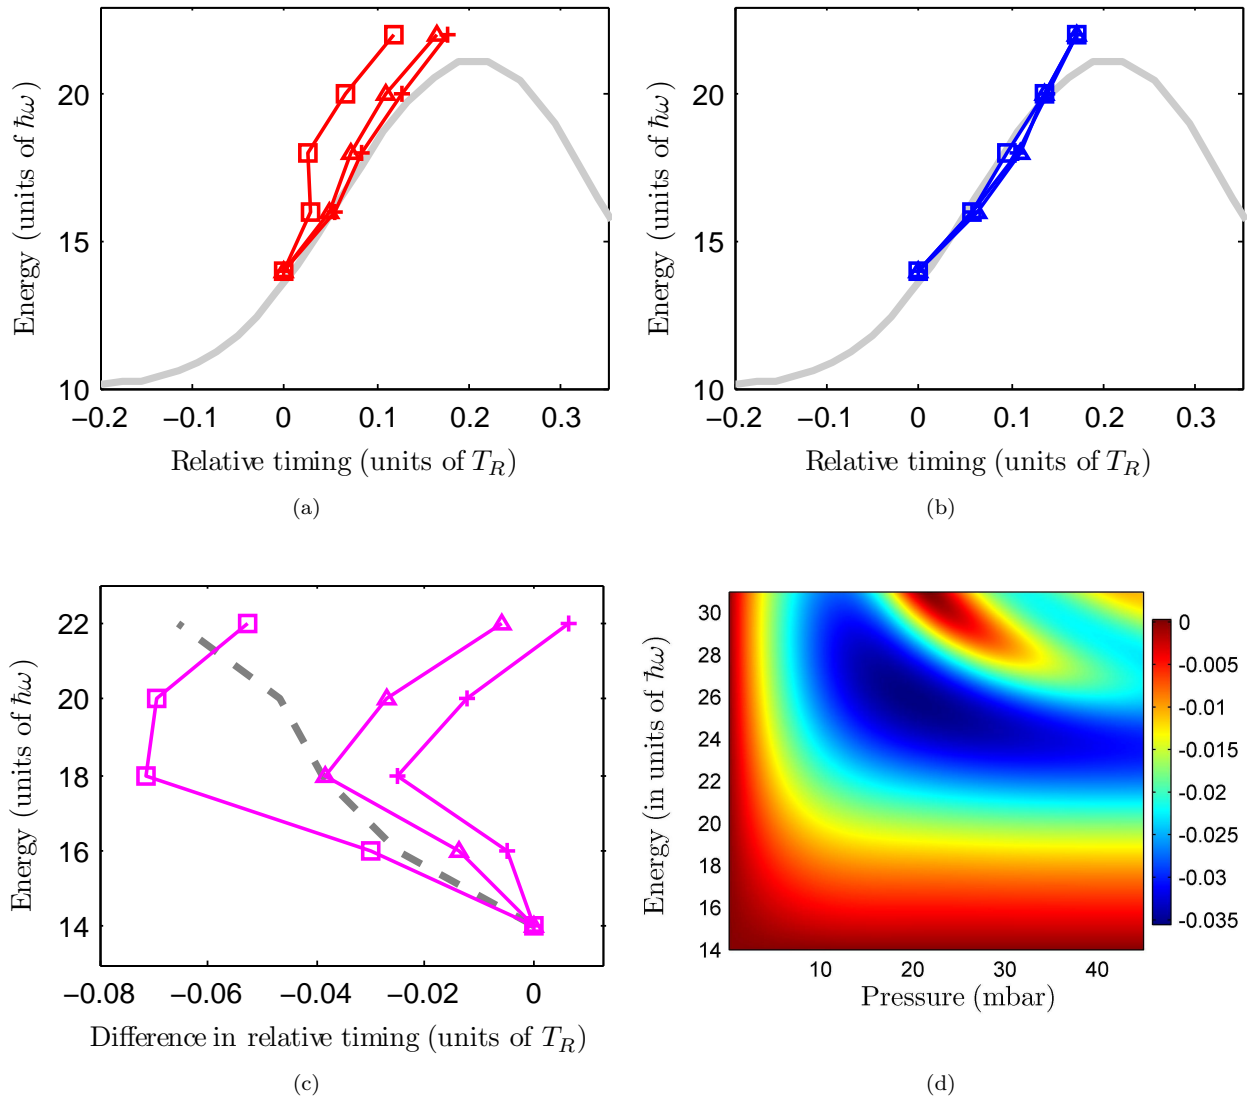 20
15
10
Energy (units of ħω)
−0.2 −0.1 0 0.1 0.2 0.3
Relative timing (units of T_R)
(a)
20
15
10
Energy (units of ħω)
−0.2 −0.1 0 0.1 0.2 0.3
Relative timing (units of T_R)
(b)
22
20
18
16
14
Energy (units of ħω)
−0.08 −0.06 −0.04 −0.02 0
Difference in relative timing (units of T_R)
(c)
30
28
26
24
22
20
18
16
14
Energy (in units of ħω)
10 20 30 40
Pressure (mbar)
0
-0.005
-0.01
-0.015
-0.02
-0.025
-0.03
-0.035
(d)